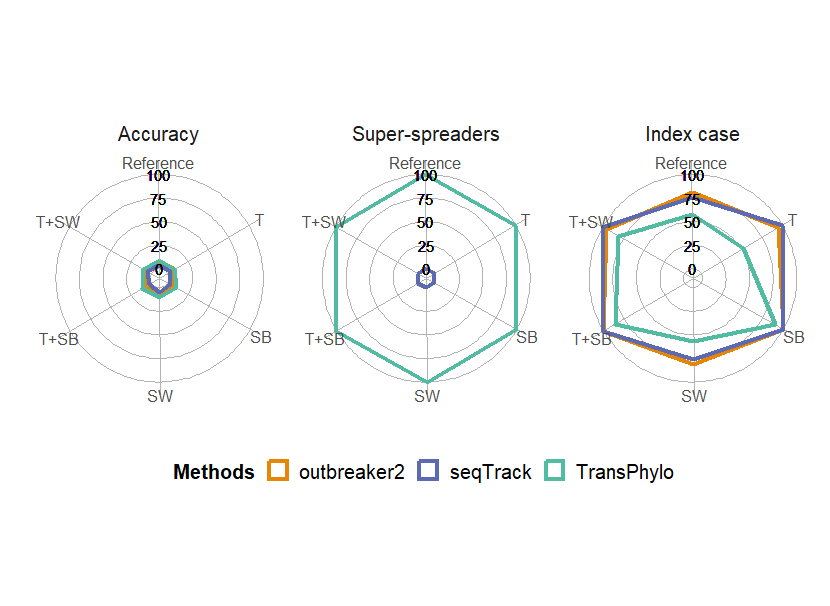 Accuracy
Super-spreaders
Index case
Reference
100
75
50
25
0
T
SB
SW
T+SB
T+SW
Reference
100
75
50
25
0
T
SB
SW
T+SB
T+SW
Reference
100
75
50
25
0
T
SB
SW
T+SB
T+SW
Methods outbreaker2 seqTrack TransPhylo